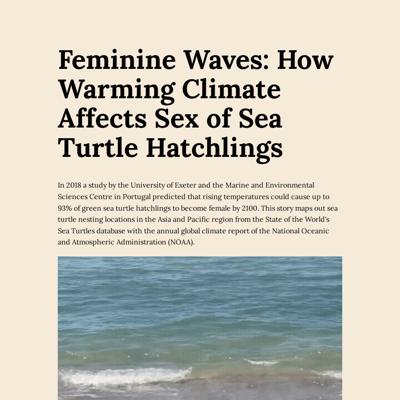 Feminine Waves: How
Warming Climate
Affects Sex of Sea
Turtle Hatchlings
In 2018 a study by the University of Exeter and the Marine and Environmental
Sciences Centre in Portugal predicted that rising temperatures could cause up to
93% of green sea turtle hatchlings to become female by 2100. This story maps out sea
turtle nesting locations in the Asia and Pacific region from the State of the World's
Sea Turtles database with the annual global climate report of the National Oceanic
and Atmospheric Administration (NOAA).